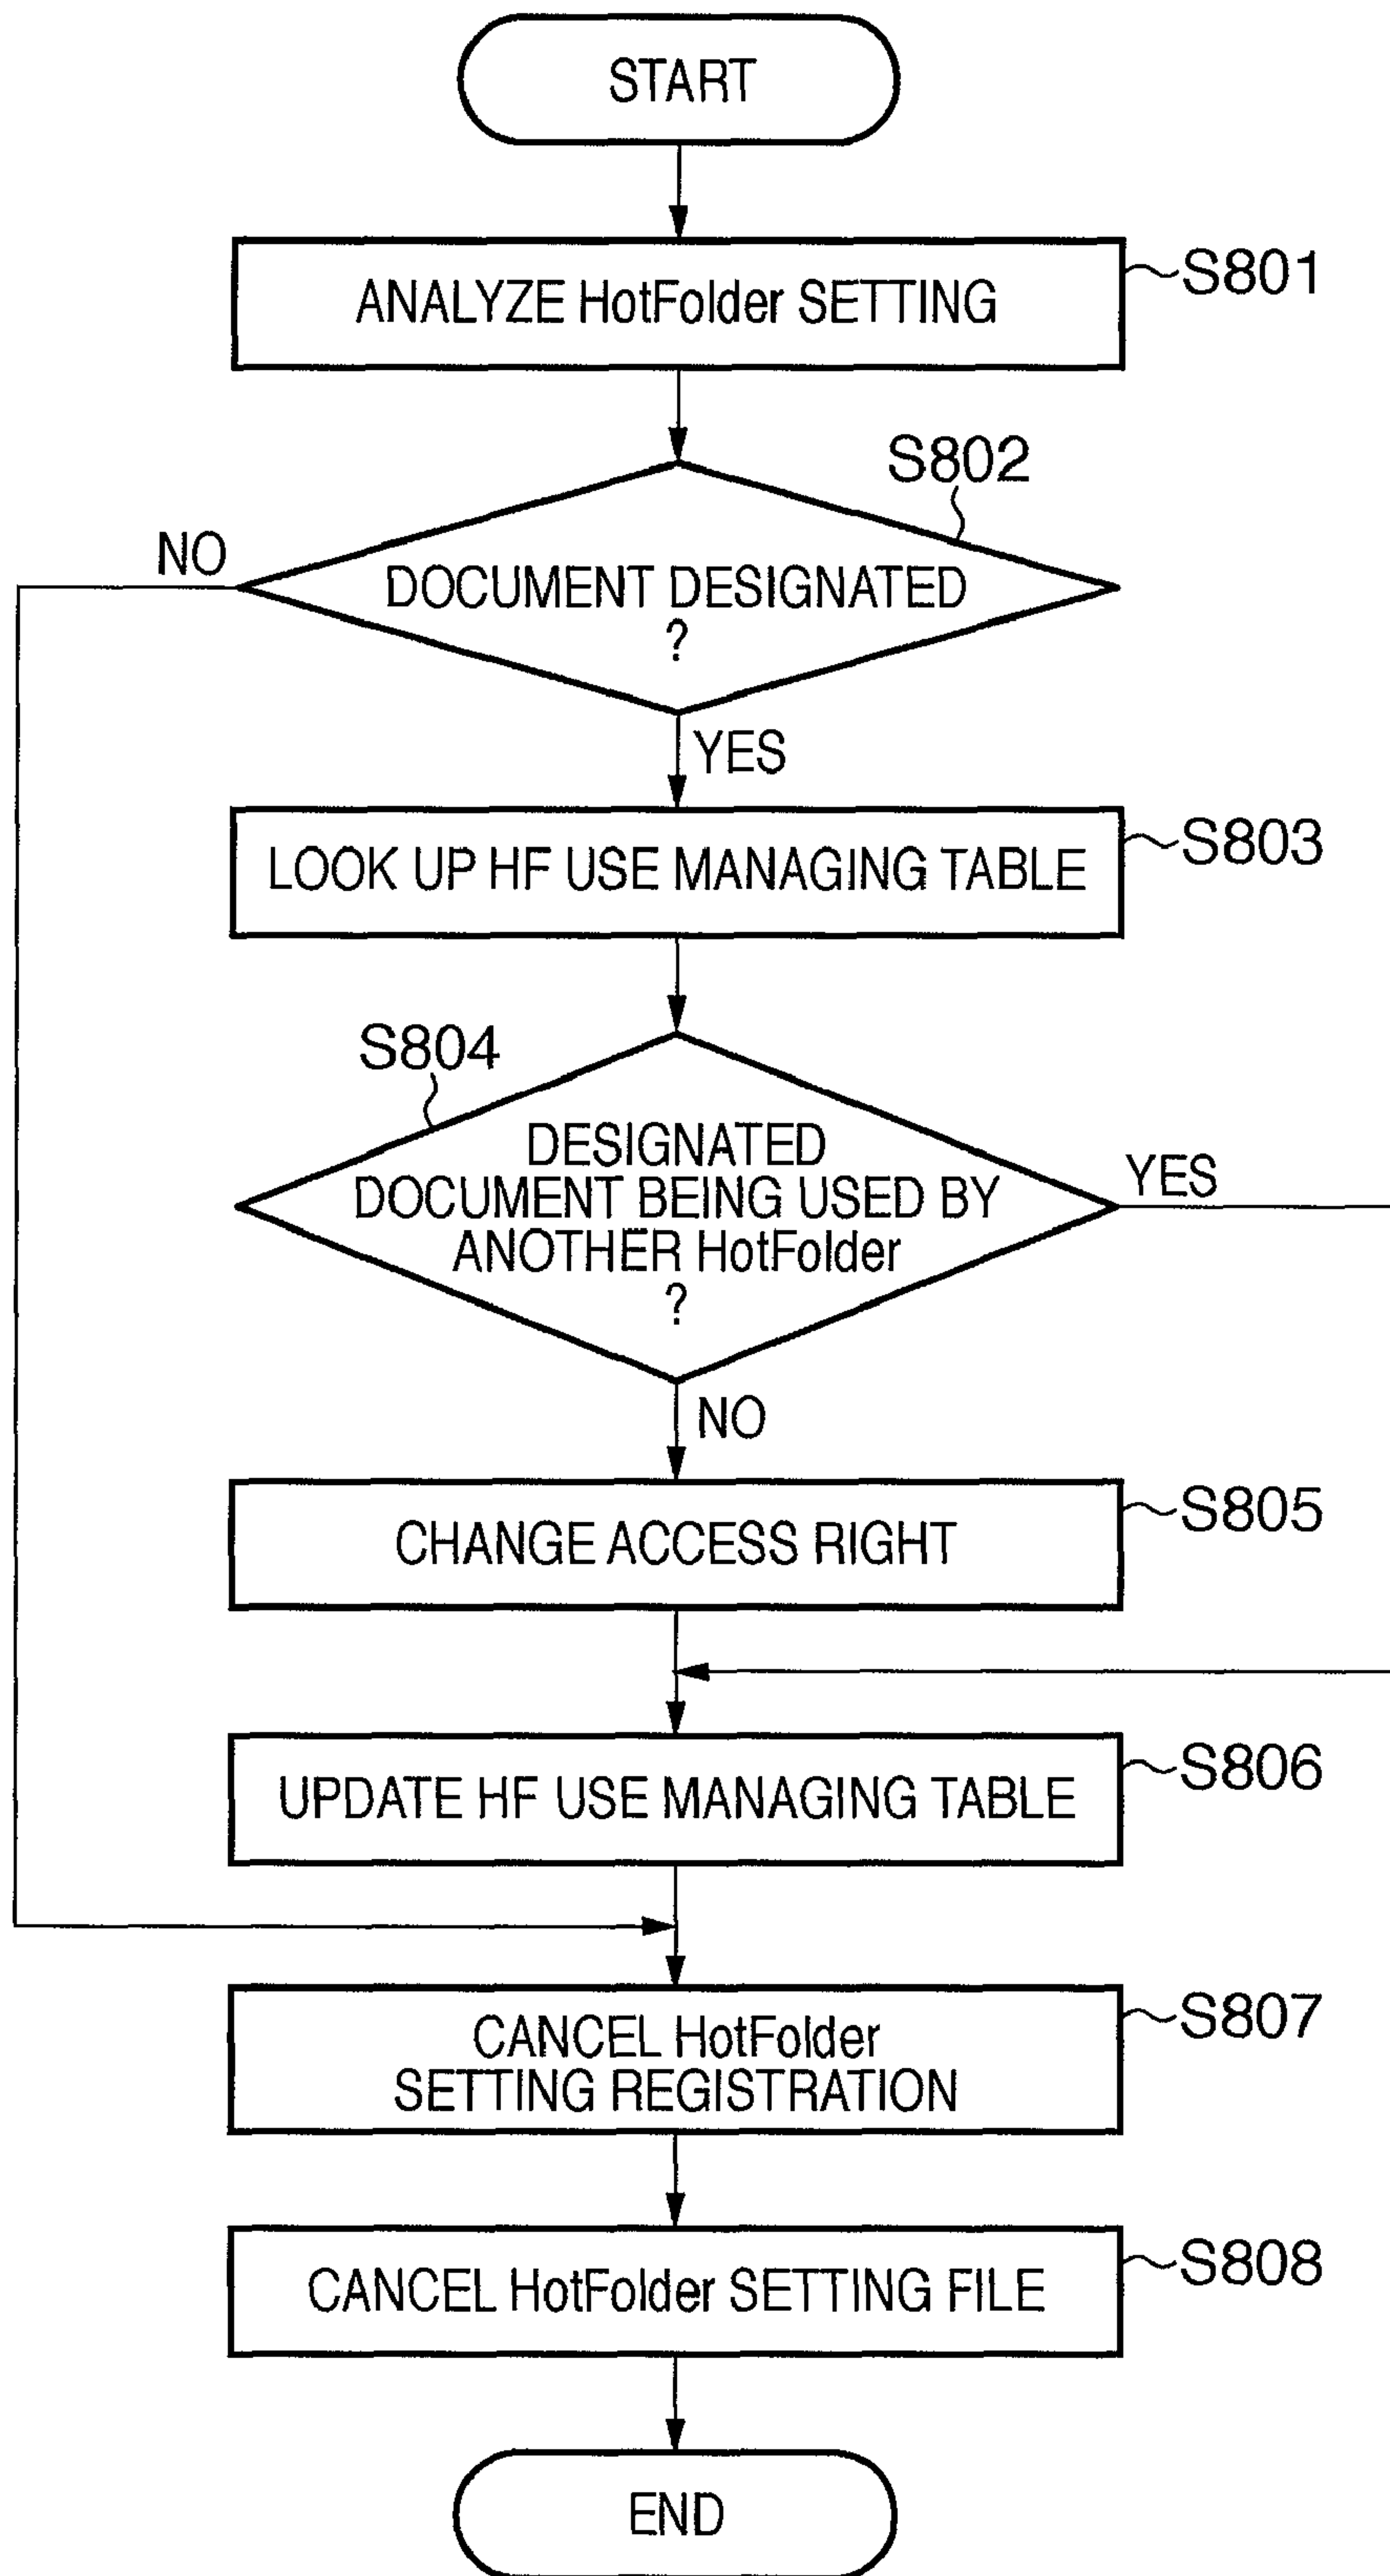 START
ANALYZE HotFolder SETTING
S801
S802
NO
DOCUMENT DESIGNATED
?
YES
LOOK UP HF USE MANAGING TABLE
S803
S804
DESIGNATED
DOCUMENT BEING USED BY
ANOTHER HotFolder
?
YES
NO
CHANGE ACCESS RIGHT
S805
UPDATE HF USE MANAGING TABLE
S806
CANCEL HotFolder
SETTING REGISTRATION
S807
CANCEL HotFolder SETTING FILE
S808
END